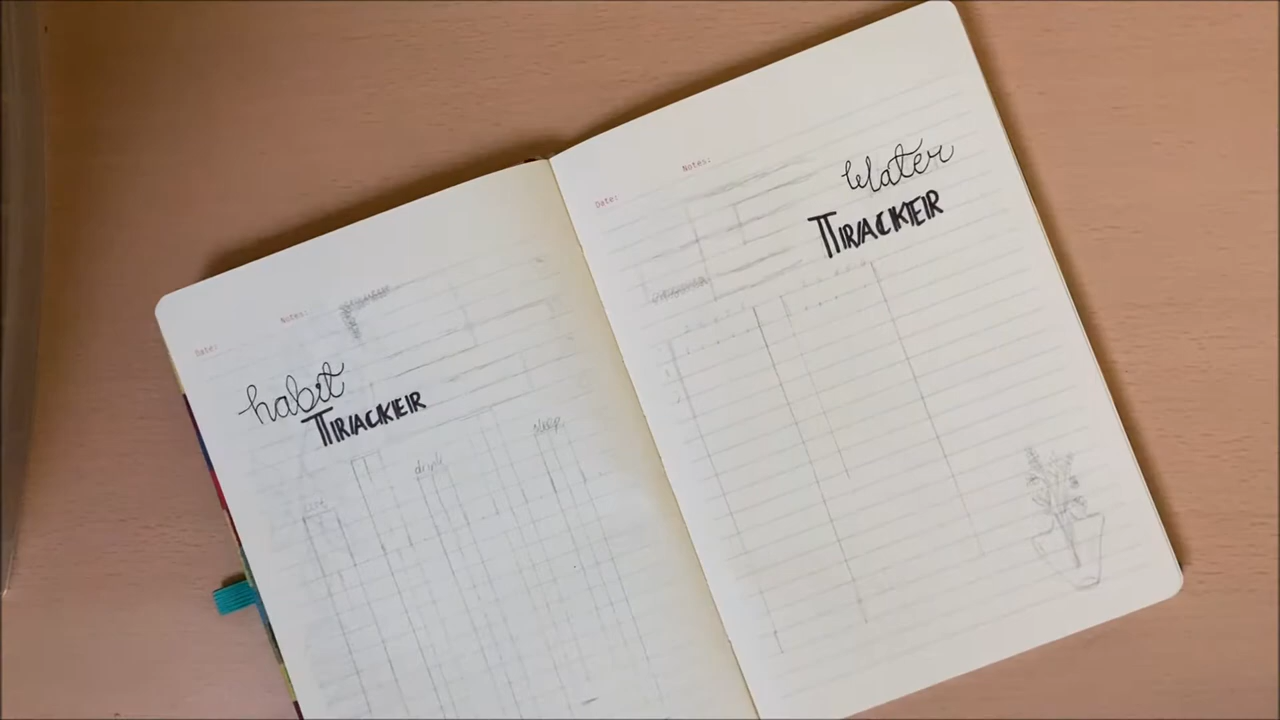 Notes:
Date:
habit
TRACKER
drink
sleep
Notes:
Date:
Water
TRACKER